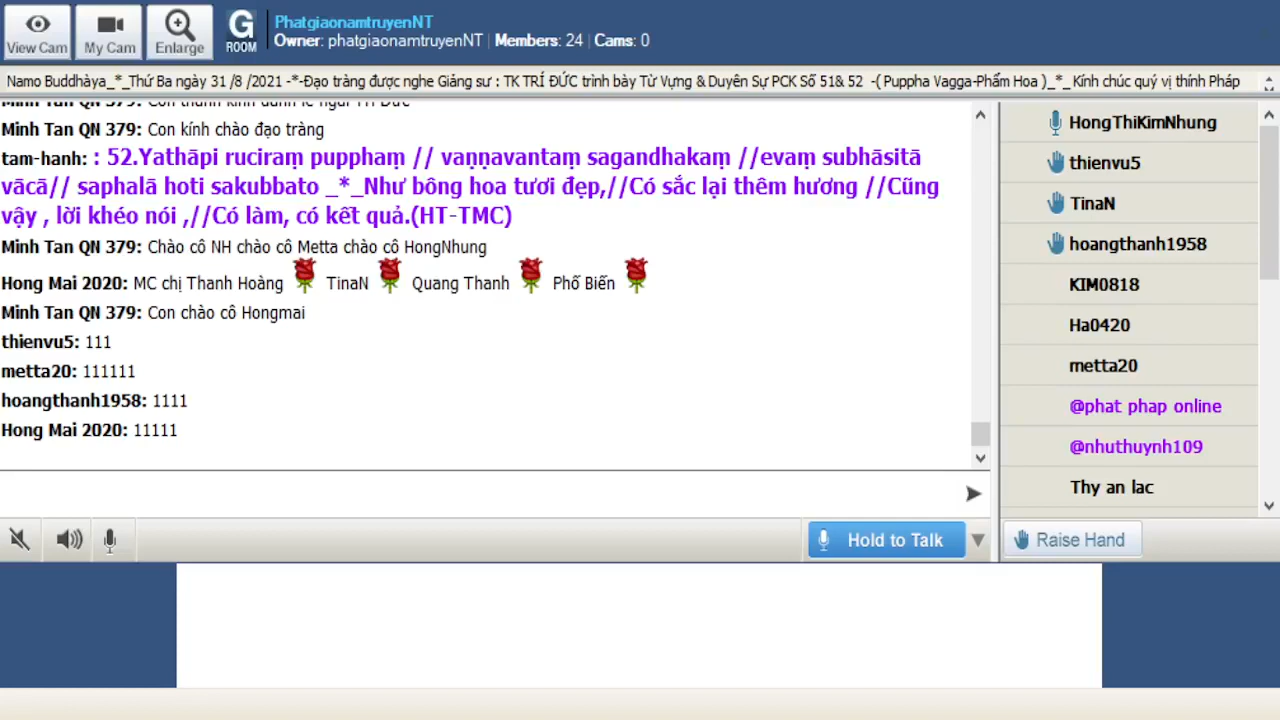 View Cam
My Cam
Enlarge
G
ROOM
PhatgiaonamtruyenNT
Owner: phatgiaonamtruyenNT | Members: 24 | Cams: 0
Namo Buddhàya_*_Thứ Ba ngày 31 /8 /2021 -*-Đạo tràng được nghe Giảng sư : TK TRÍ ĐỨC trình bày Từ Vựng & Duyên Sự PCK Số 51& 52 -( Puppha Vagga-Phẩm Hoa )_*_ Kính chúc quý vị thính Pháp
Minh Tan QN 379: Con chào cô Hongmai
Minh Tan QN 379: Con kính chào đạo tràng
tam-hanh: : 52.Yathāpi ruciraṃ pupphaṃ // vaṇṇavantaṃ sagandhakaṃ //evaṃ subhāsitā
vācā// saphalā hoti sakubbato _*_Như bông hoa tươi đẹp,//Có sắc lại thêm hương //Cũng
vậy , lời khéo nói ,//Có làm, có kết quả.(HT-TMC)
Minh Tan QN 379: Chào cô NH chào cô Metta chào cô HongNhung
Hong Mai 2020: MC chị Thanh Hoàng TinaN Quang Thanh Phổ Biến
thienvu5: 111
metta20: 111111
hoangthanh1958: 1111
Hong Mai 2020: 11111
HongThiKimNhung
thienvu5
TinaN
hoangthanh1958
KIM0818
Ha0420
metta20
@phat phap online
@nhuthuynh109
Thy an lac
Hold to Talk
Raise Hand